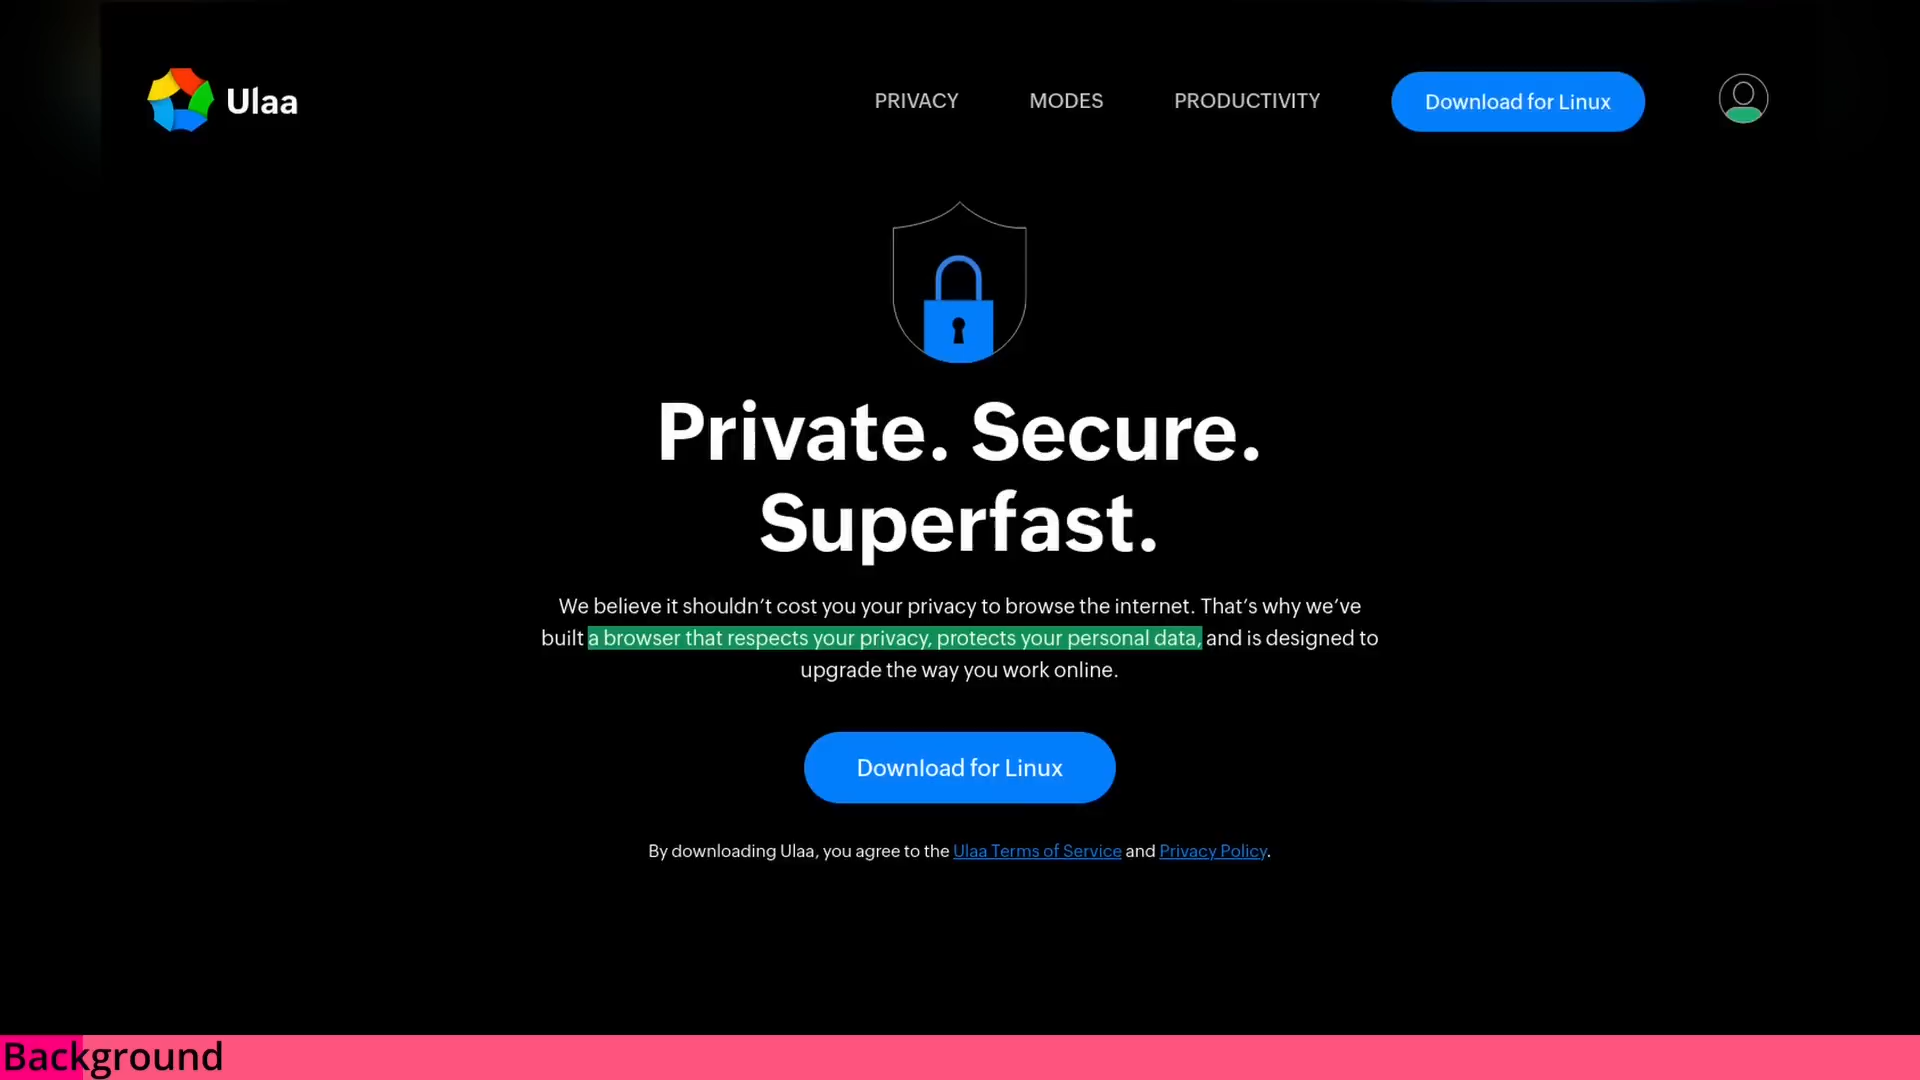 Ulaa
PRIVACY
MODES
PRODUCTIVITY
Download for Linux
Private. Secure.
Superfast.
We believe it shouldn’t cost you your privacy to browse the internet. That’s why we’ve
built a browser that respects your privacy, protects your personal data, and is designed to
upgrade the way you work online.
Download for Linux
By downloading Ulaa, you agree to the Ulaa Terms of Service and Privacy Policy.
Background